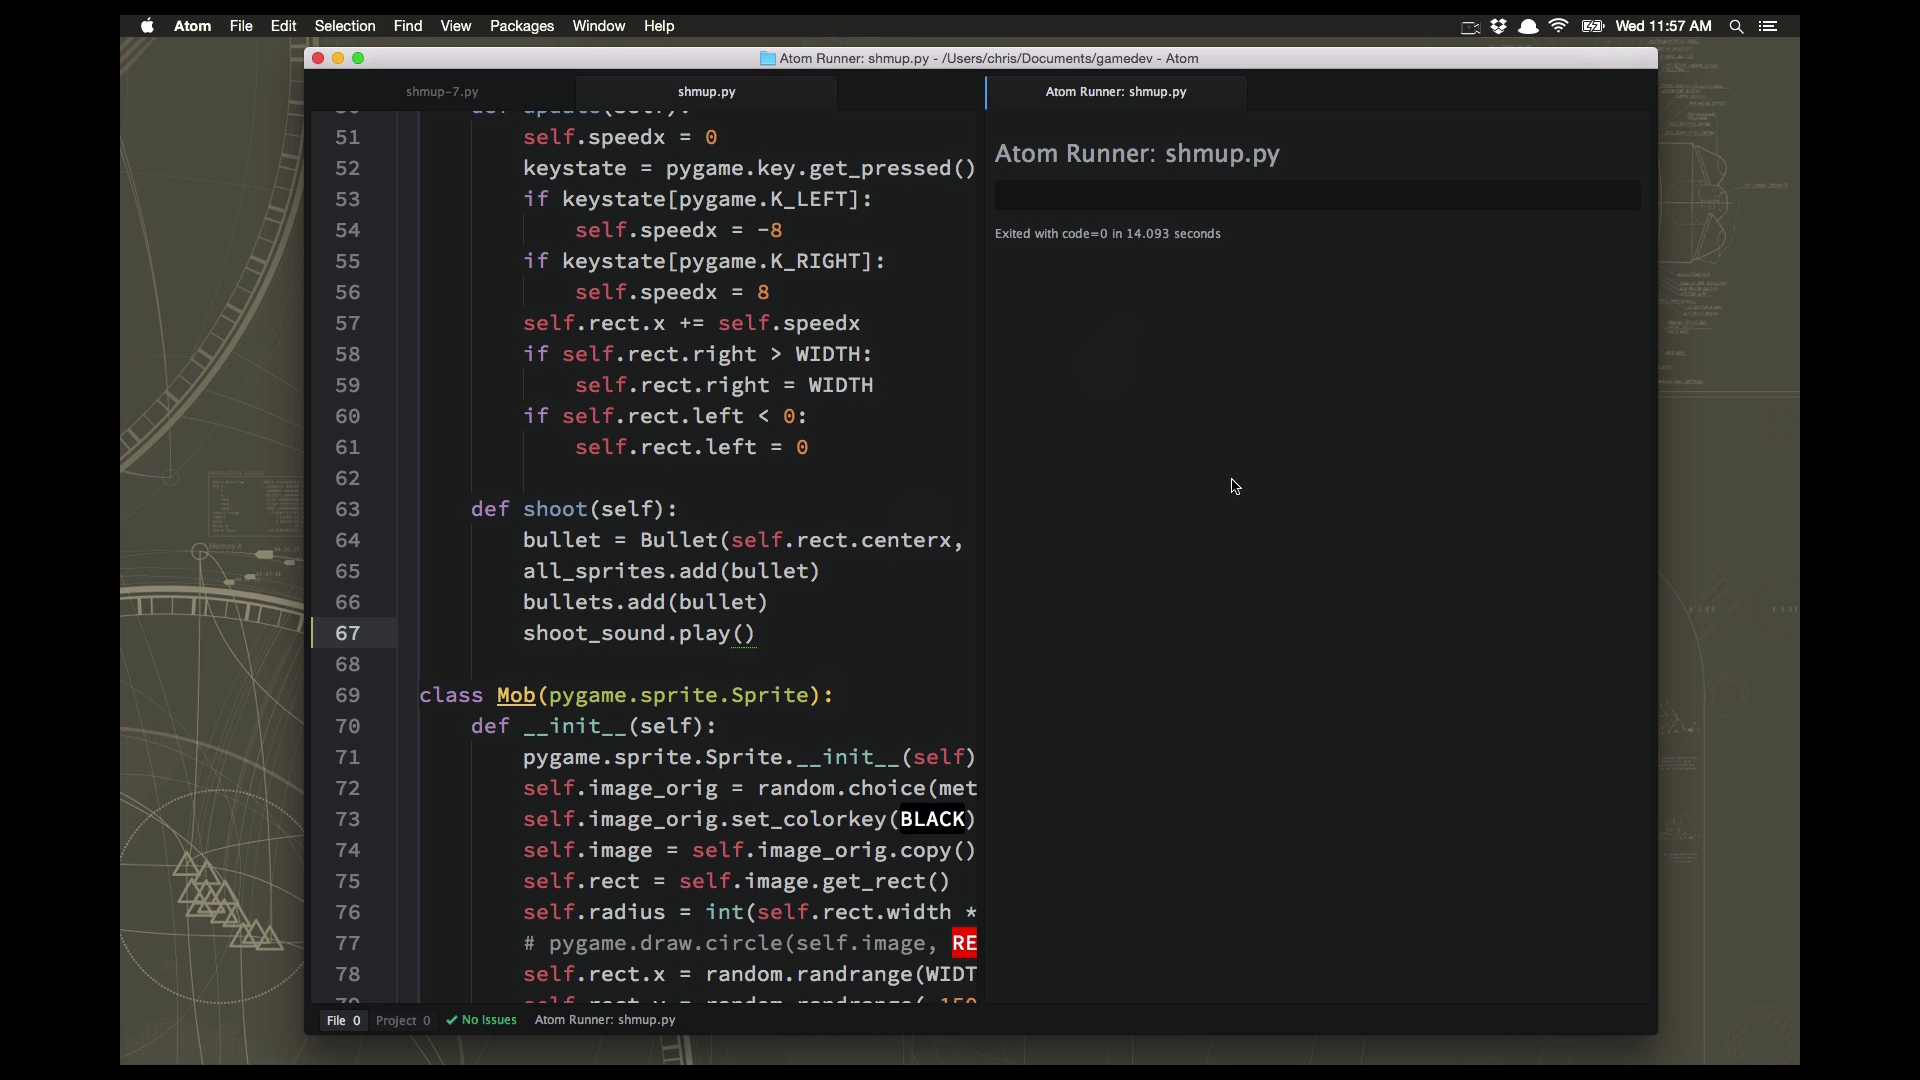 Atom File Edit Selection Find View Packages Window Help Wed 11:57 AM
Atom Runner: shmup.py - /Users/chris/Documents/gamedev - Atom
shmup-7.py shmup.py Atom Runner: shmup.py
def update(self):
51 self.speedx = 0
52 keystate = pygame.key.get_pressed()
53 if keystate[pygame.K_LEFT]:
54 self.speedx = -8
55 if keystate[pygame.K_RIGHT]:
56 self.speedx = 8
57 self.rect.x += self.speedx
58 if self.rect.right > WIDTH:
59 self.rect.right = WIDTH
60 if self.rect.left < 0:
61 self.rect.left = 0
62
63 def shoot(self):
64 bullet = Bullet(self.rect.centerx,
65 all_sprites.add(bullet)
66 bullets.add(bullet)
67 shoot_sound.play()
68
69 class Mob(pygame.sprite.Sprite):
70 def __init__(self):
71 pygame.sprite.Sprite.__init__(self)
72 self.image_orig = random.choice(met
73 self.image_orig.set_colorkey(BLACK)
74 self.image = self.image_orig.copy()
75 self.rect = self.image.get_rect()
76 self.radius = int(self.rect.width *
77 # pygame.draw.circle(self.image, RE
78 self.rect.x = random.randrange(WIDT
Atom Runner: shmup.py
Exited with code=0 in 14.093 seconds
File 0 Project 0 No Issues Atom Runner: shmup.py